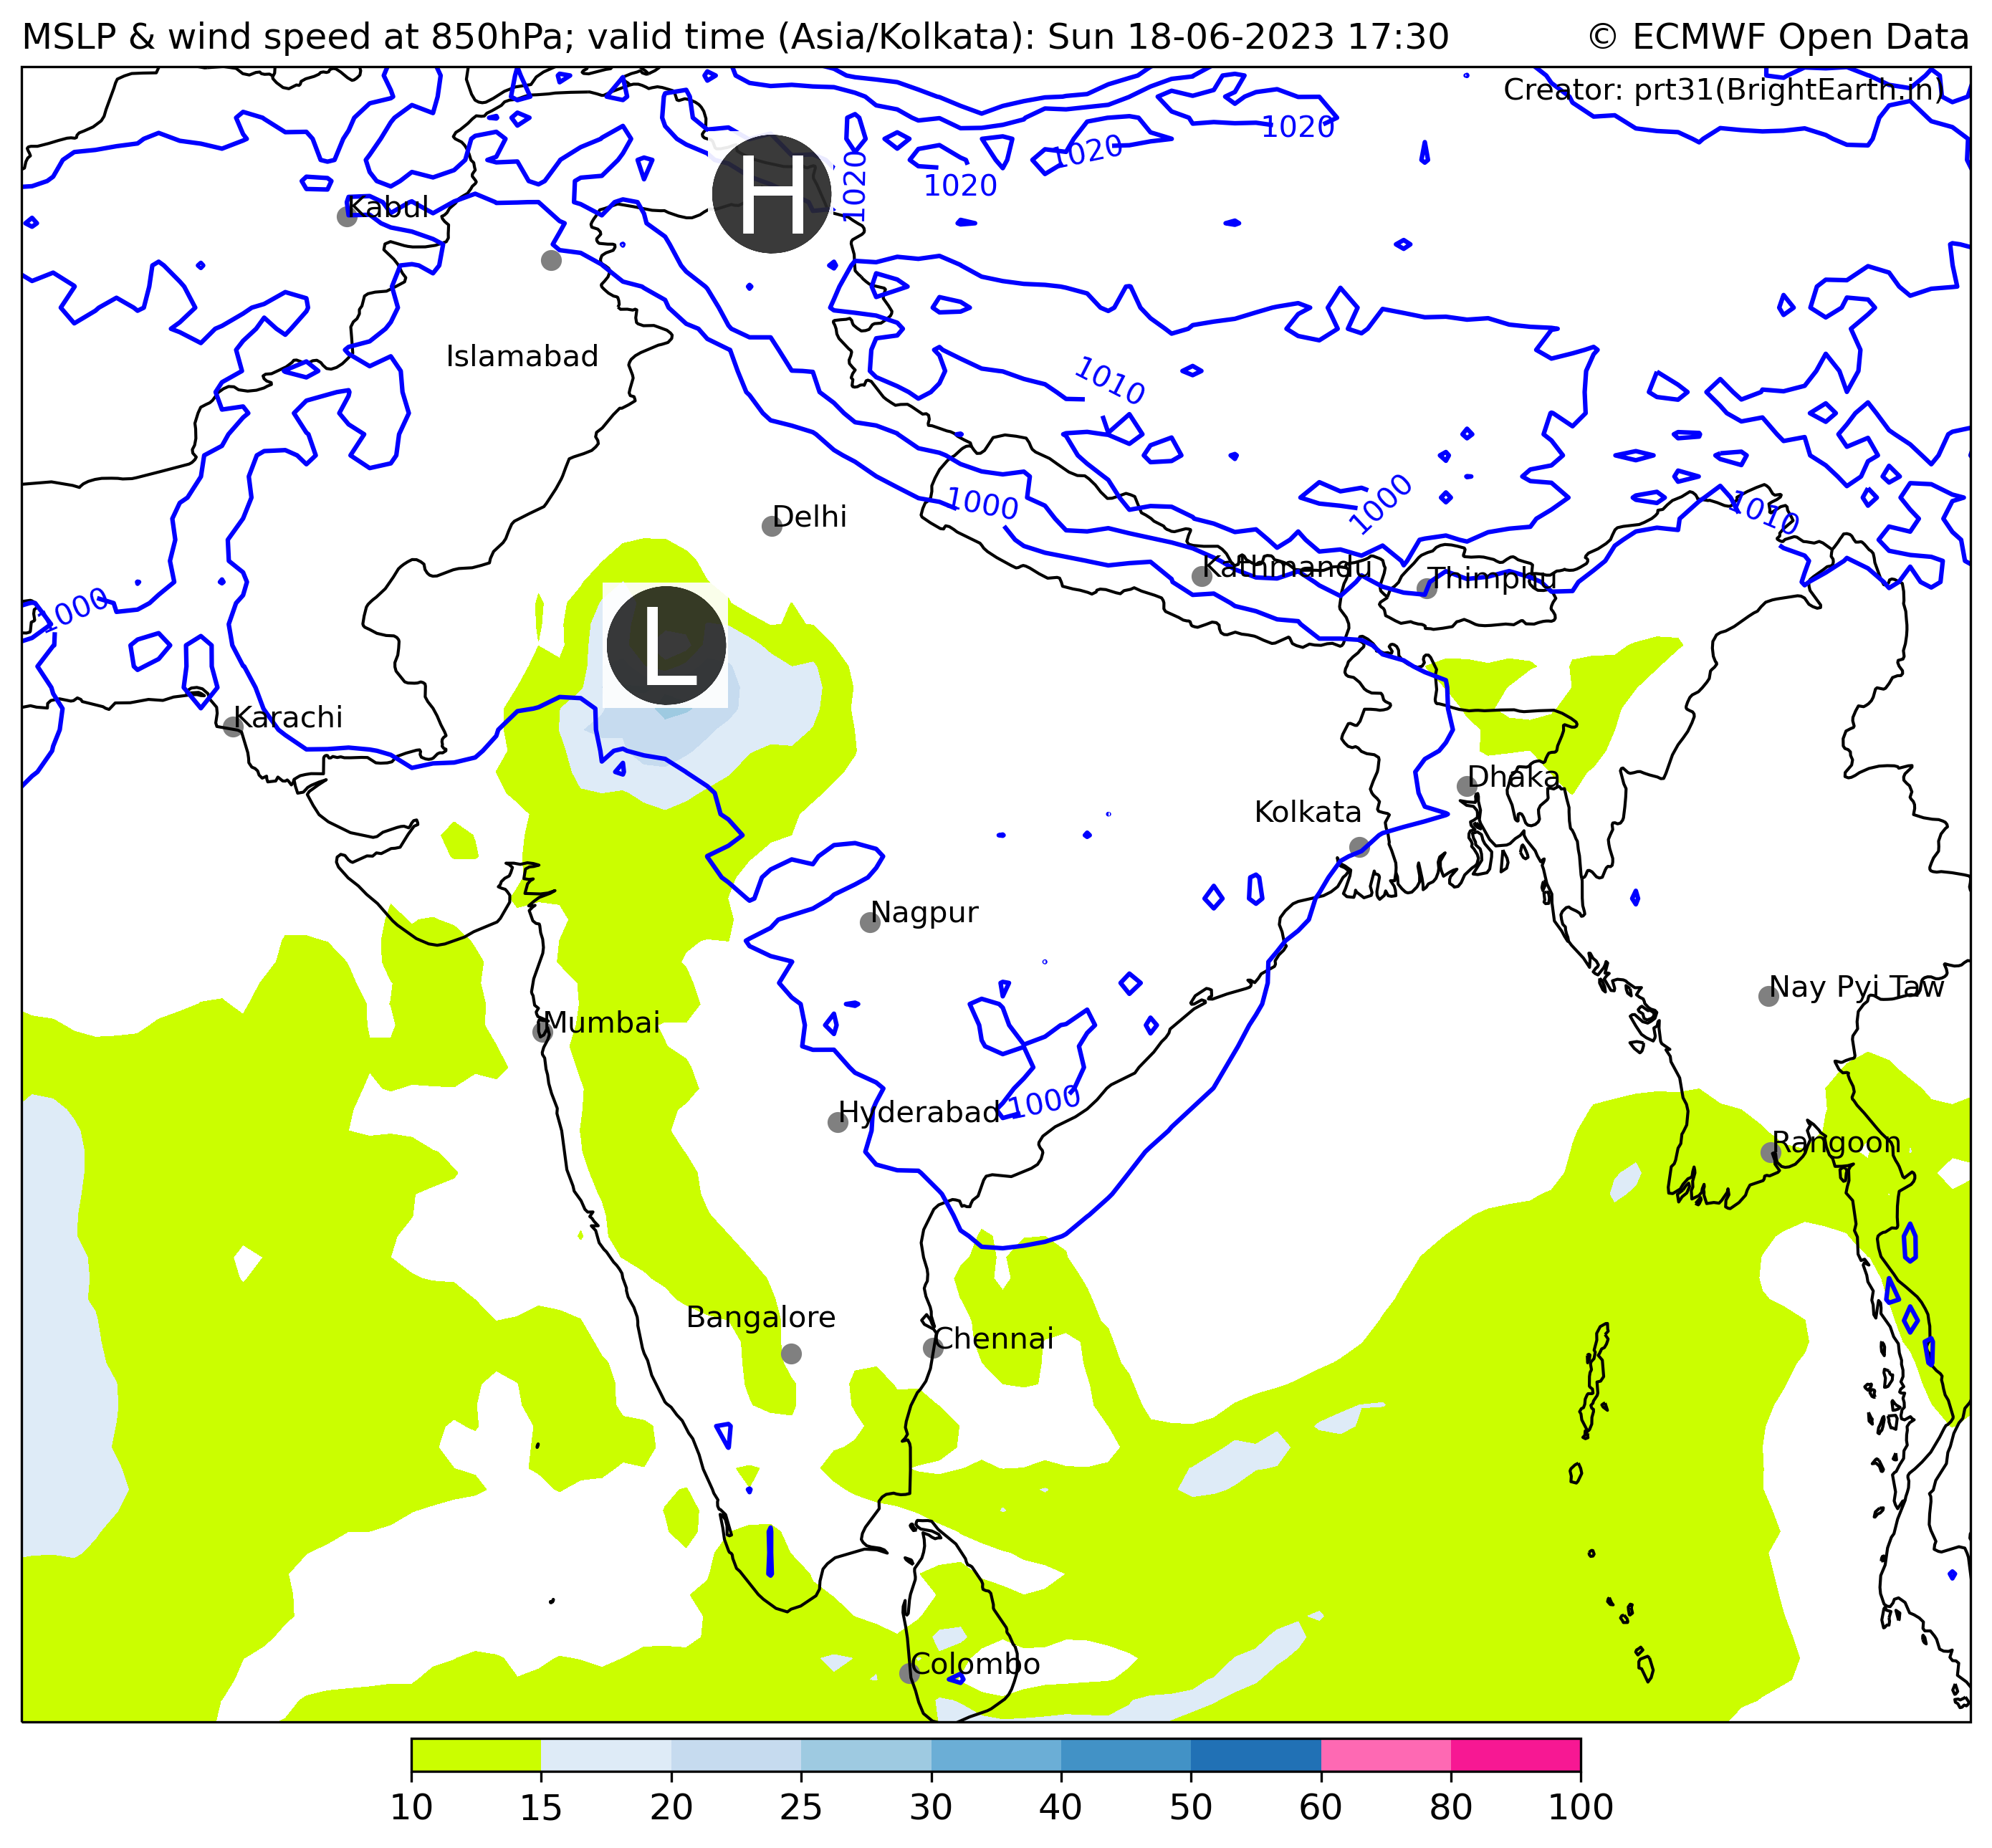 MSLP & wind speed at 850hPa; valid time (Asia/Kolkata): Sun 18-06-2023 17:30
© ECMWF Open Data
Creator: prt31(BrightEarth.in)
1020
1020
1020
1020
H
Kabul
Islamabad
1010
1000
1000
1010
Delhi
Kathmandu
Thimphu
1000
L
Karachi
Dhaka
Kolkata
Nagpur
Nay Pyi Taw
Mumbai
1000
Hyderabad
Rangoon
Bangalore
Chennai
Colombo
10 15 20 25 30 40 50 60 80 100